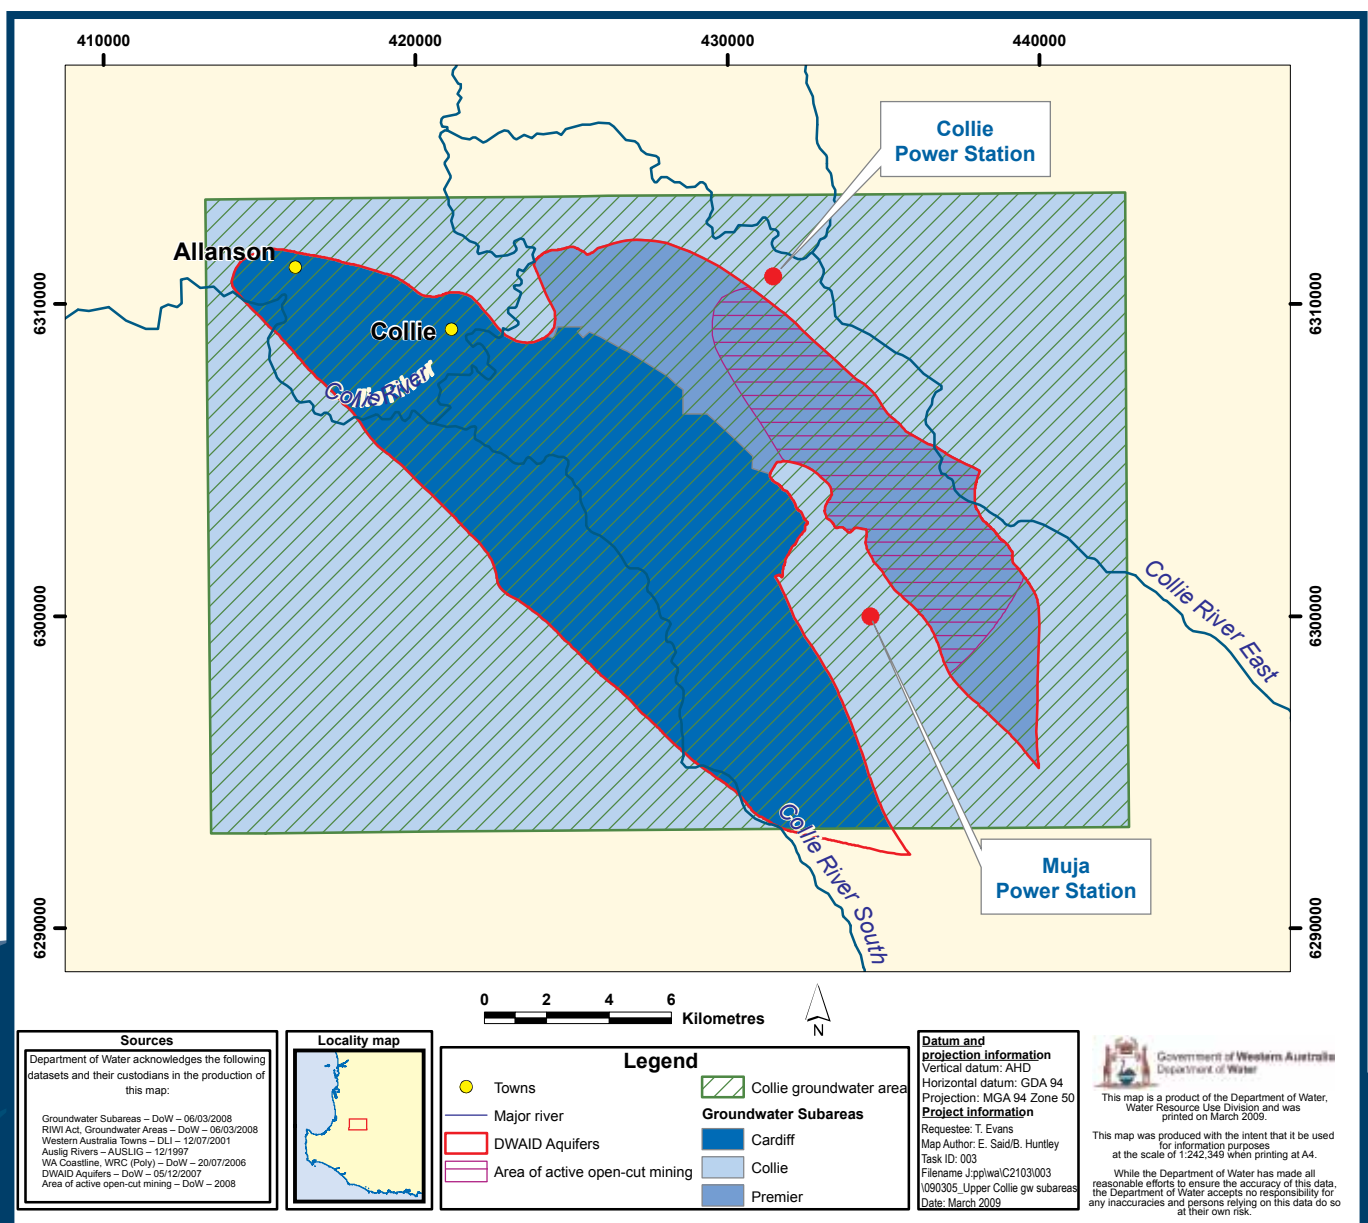 410000
420000
430000
440000
Collie
Power Station
Allanson
6310000
6310000
Collie
Collie River
6300000
6300000
Collie River East
Muja
Power Station
Collie River South
6290000
6290000
0 2 4 6
Kilometres
N
Sources
Department of Water acknowledges the following
datasets and their custodians in the production of
this map:
Groundwater Subareas – DoW – 06/03/2008
RIWI Act, Groundwater Areas – DoW – 06/03/2008
Western Australia Towns – DLI – 12/07/2001
Auslig Rivers – AUSLIG – 12/1997
WA Coastline, WRC (Poly) – DoW – 20/07/2006
DWAID Aquifers – DoW – 05/12/2007
Area of active open-cut mining – DoW – 2008
Locality map
Legend
Towns
Major river
DWAID Aquifers
Area of active open-cut mining
Collie groundwater area
Groundwater Subareas
Cardiff
Collie
Premier
Datum and
projection information
Vertical datum: AHD
Horizontal datum: GDA 94
Projection: MGA 94 Zone 50
Project information
Requestee: T. Evans
Map Author: E. Said/B. Huntley
Task ID: 003
Filename J:pp\wa\C2103\003
\090305_Upper Collie gw subareas
Date: March 2009
Government of Western Australia
Department of Water
This map is a product of the Department of Water,
Water Resource Use Division and was
printed on March 2009.
This map was produced with the intent that it be used
for information purposes
at the scale of 1:242,349 when printing at A4.
While the Department of Water has made all
reasonable efforts to ensure the accuracy of this data,
the Department of Water accepts no responsibility for
any inaccuracies and persons relying on this data do so
at their own risk.